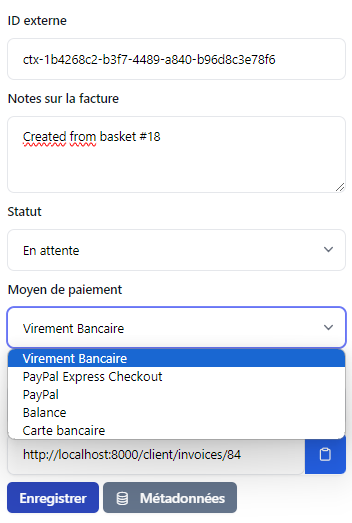 ID externe
ctx-1b4268c2-b3f7-4489-a840-b96d8c3e78f6
Notes sur la facture
Created from basket #18
Statut
En attente
Moyen de paiement
Virement Bancaire
Virement Bancaire
PayPal Express Checkout
PayPal
Balance
Carte bancaire
http://localhost:8000/client/invoices/84
Enregistrer
Métadonnées